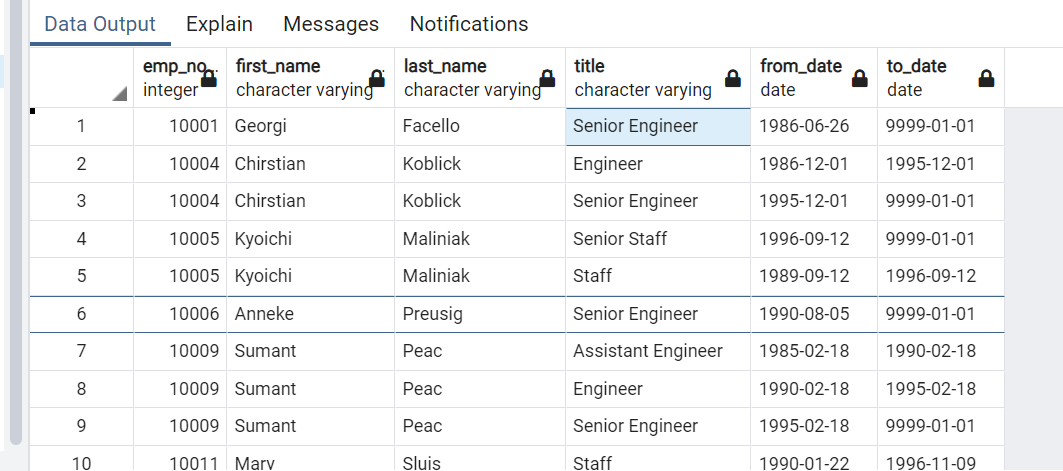 Data Output Explain Messages Notifications
emp_no.. first_name last_name title from_date to_date
integer character varying character varying character varying date date
1 10001 Georgi Facello Senior Engineer 1986-06-26 9999-01-01
2 10004 Chirstian Koblick Engineer 1986-12-01 1995-12-01
3 10004 Chirstian Koblick Senior Engineer 1995-12-01 9999-01-01
4 10005 Kyoichi Maliniak Senior Staff 1996-09-12 9999-01-01
5 10005 Kyoichi Maliniak Staff 1989-09-12 1996-09-12
6 10006 Anneke Preusig Senior Engineer 1990-08-05 9999-01-01
7 10009 Sumant Peac Assistant Engineer 1985-02-18 1990-02-18
8 10009 Sumant Peac Engineer 1990-02-18 1995-02-18
9 10009 Sumant Peac Senior Engineer 1995-02-18 9999-01-01
10 10011 Mary Sluis Staff 1990-01-22 1996-11-09